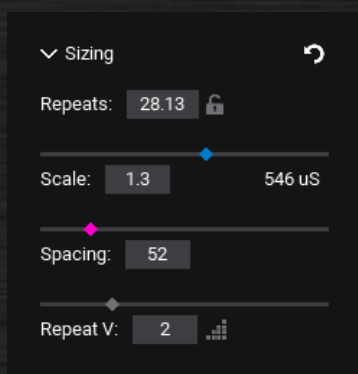 Sizing
Repeats: 28.13
Scale: 1.3 546 uS
Spacing: 52
Repeat V: 2